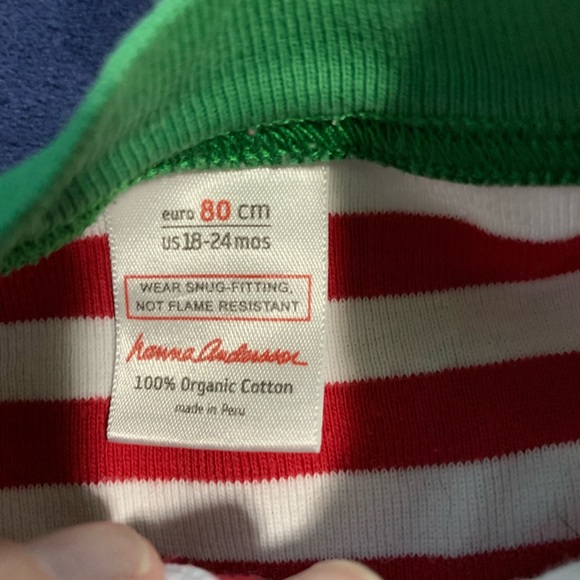 euro 80 cm
US 18-24 mos
WEAR SNUG-FITTING,
NOT FLAME RESISTANT
hanna andersson
100% Organic Cotton
made in Peru